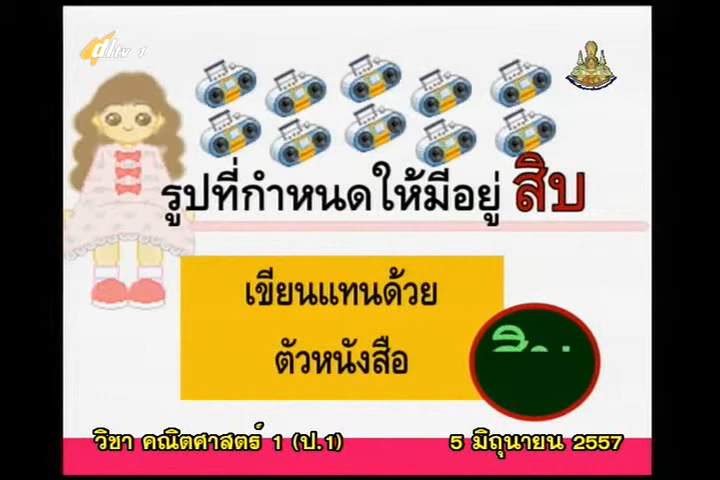 dltv 1
รูปที่กำหนดให้มีอยู่ สิบ
เขียนแทนด้วย
ตัวหนังสือ
วิชา คณิตศาสตร์ 1 (ป.1)
5 มิถุนายน 2557